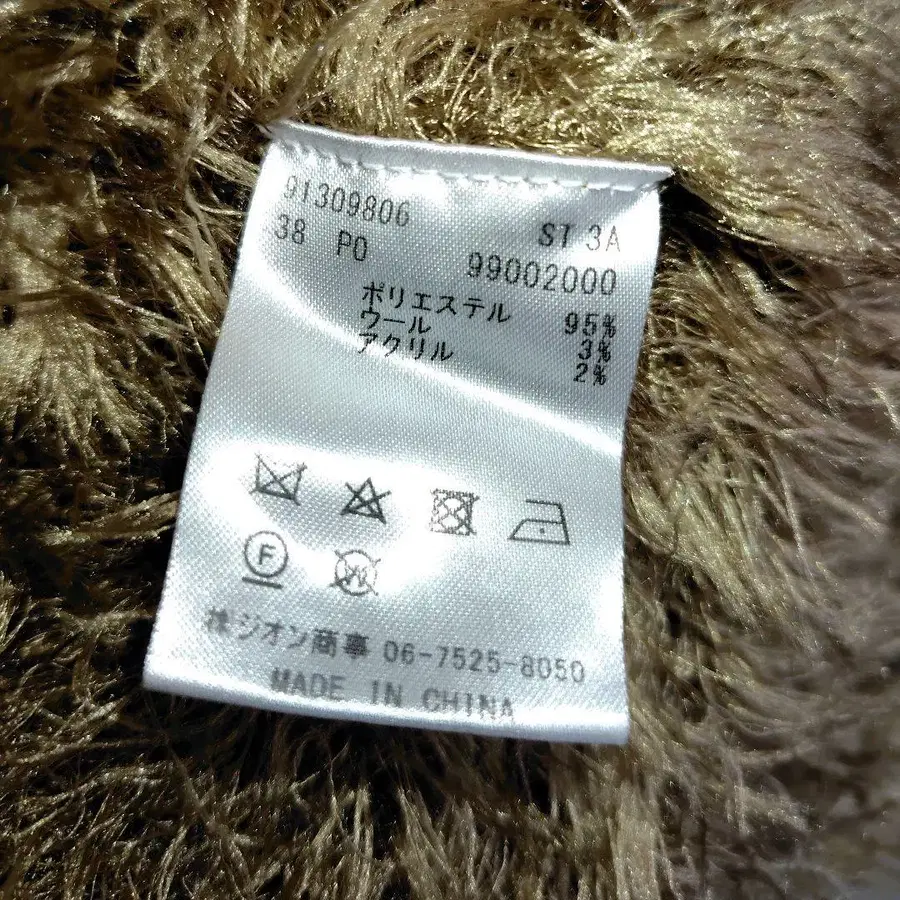 91309806 ST 3A
38 PO 99002000
ポリエステル 95%
ウール 3%
アクリル 2%
F
W
㈱ジオン商事 06-7525-8050
MADE IN CHINA